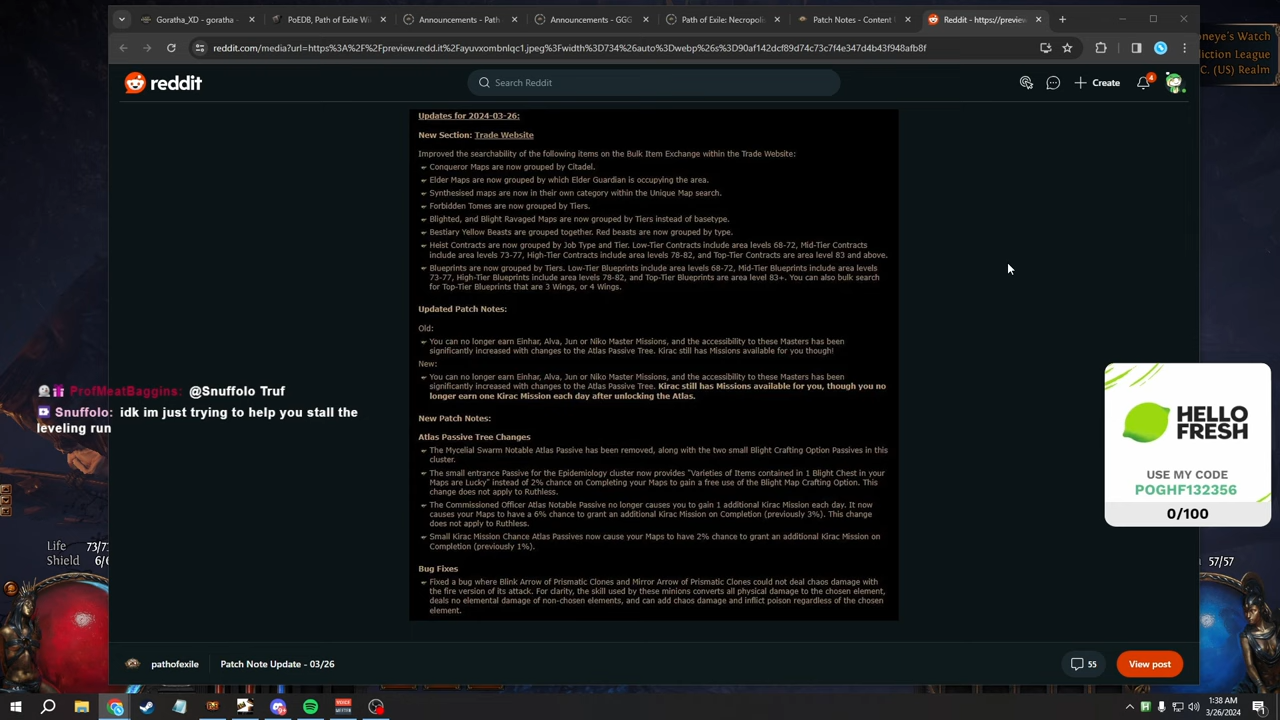 Goratha_XD - goratha -
PoEDB, Path of Exile Wi
Announcements - Path
Announcements - GGG
Path of Exile: Necropoli
Patch Notes - Content
Reddit - https://preview
reddit.com/media?url=https%3A%2F%2Fpreview.redd.it%2Fayuvxombnlqc1.jpeg%3Fwidth%3D734%26auto%3Dwebp%26s%3D90af142dcf89d74c73c7f4e347d4b43f948afb8f
oneye's Watch
iction League
C. (US) Realm
reddit
Search Reddit
Create
4
Updates for 2024-03-26:
New Section: Trade Website
Improved the searchability of the following items on the Bulk Item Exchange within the Trade Website:
Conqueror Maps are now grouped by Citadel.
Elder Maps are now grouped by which Elder Guardian is occupying the area.
Synthesised maps are now in their own category within the Unique Map search.
Forbidden Tomes are now grouped by Tiers.
Blighted, and Blight Ravaged Maps are now grouped by Tiers instead of basetype.
Bestiary Yellow Beasts are grouped together. Red beasts are now grouped by type.
Heist Contracts are now grouped by Job Type and Tier. Low-Tier Contracts include area levels 68-72, Mid-Tier Contracts
include area levels 73-77, High-Tier Contracts include area levels 78-82, and Top-Tier Contracts are area level 83 and above.
Blueprints are now grouped by Tiers. Low-Tier Blueprints include area levels 68-72, Mid-Tier Blueprints include area levels
73-77, High-Tier Blueprints include area levels 78-82, and Top-Tier Blueprints are area level 83+. You can also bulk search
for Top-Tier Blueprints that are 3 Wings, or 4 Wings.
Updated Patch Notes:
Old:
You can no longer earn Einhar, Alva, Jun or Niko Master Missions, and the accessibility to these Masters has been
significantly increased with changes to the Atlas Passive Tree. Kirac still has Missions available for you though!
New:
You can no longer earn Einhar, Alva, Jun or Niko Master Missions, and the accessibility to these Masters has been
significantly increased with changes to the Atlas Passive Tree. Kirac still has Missions available for you, though you no
longer earn one Kirac Mission each day after unlocking the Atlas.
New Patch Notes:
Atlas Passive Tree Changes
The Mycelial Swarm Notable Atlas Passive has been removed, along with the two small Blight Crafting Option Passives in this
cluster.
The small entrance Passive for the Epidemiology cluster now provides "Varieties of Items contained in 1 Blight Chest in your
Maps are Lucky" instead of 2% chance on Completing your Maps to gain a free use of the Blight Map Crafting Option. This
change does not apply to Ruthless.
The Commissioned Officer Atlas Notable Passive no longer causes you to gain 1 additional Kirac Mission each day. It now
causes your Maps to have a 6% chance to grant an additional Kirac Mission on Completion (previously 3%). This change
does not apply to Ruthless.
Small Kirac Mission Chance Atlas Passives now cause your Maps to have 2% chance to grant an additional Kirac Mission on
Completion (previously 1%).
Bug Fixes
Fixed a bug where Blink Arrow of Prismatic Clones and Mirror Arrow of Prismatic Clones could not deal chaos damage with
the fire version of its attack. For clarity, the skill used by these minions converts all physical damage to the chosen element,
deals no elemental damage of non-chosen elements, and can add chaos damage and inflict poison regardless of the chosen
element.
ProfMeatBaggins: @Snuffolo Truf
Snuffolo: idk im just trying to help you stall the
leveling run
HELLO
FRESH
USE MY CODE
POGHF132356
0/100
Life 73/73
Shield 6/6
57/57
pathofexile
Patch Note Update - 03/26
55
View post
1:38 AM
3/26/2024